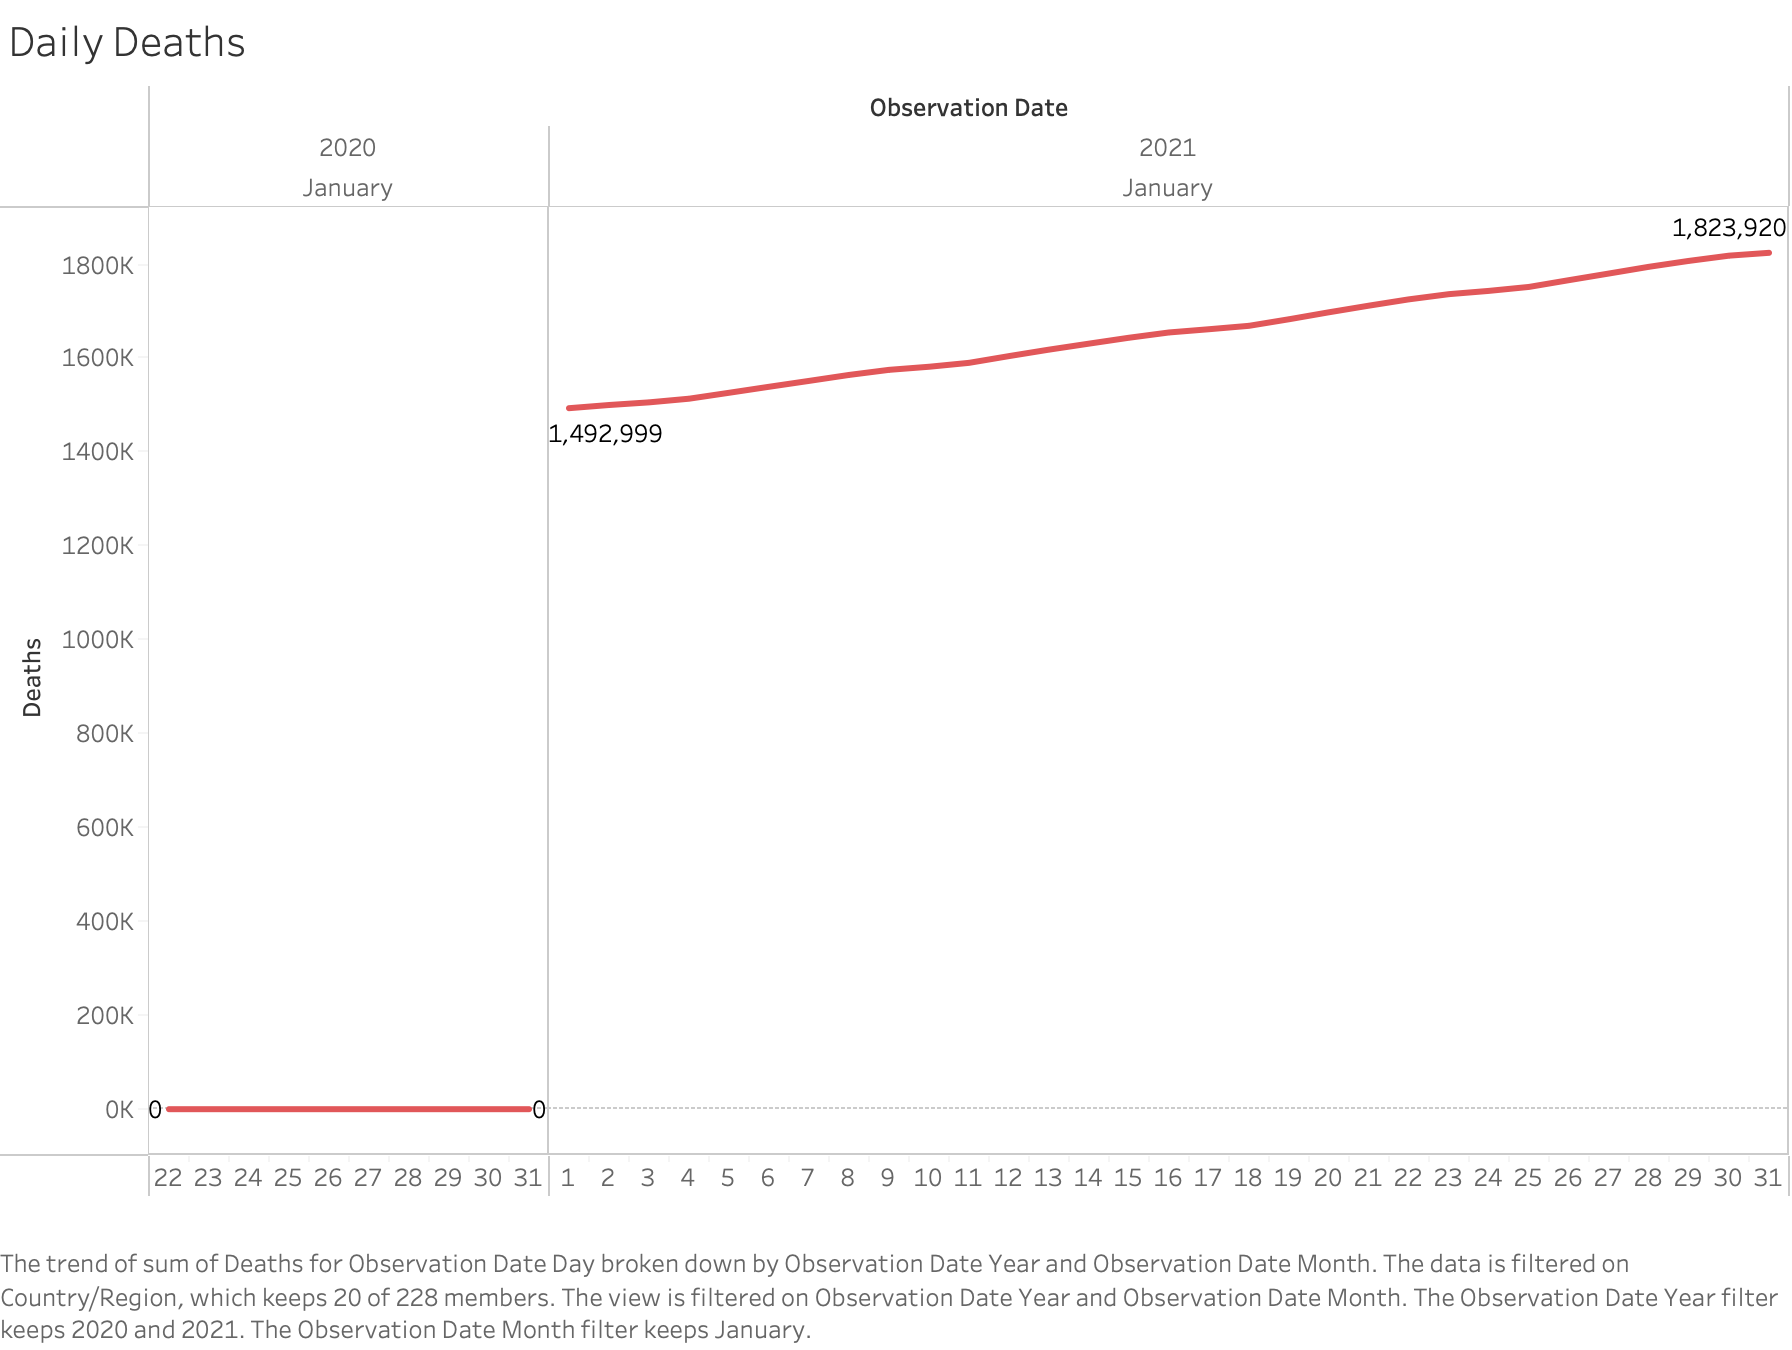 Daily Deaths
Observation Date
2020
2021
January
January
1,823,920
1800K
1600K
1,492,999
1400K
1200K
1000K
Deaths
800K
600K
400K
200K
0K
0
0
22 23 24 25 26 27 28 29 30 31 1 2 3 4 5 6 7 8 9 10 11 12 13 14 15 16 17 18 19 20 21 22 23 24 25 26 27 28 29 30 31
The trend of sum of Deaths for Observation Date Day broken down by Observation Date Year and Observation Date Month. The data is filtered on
Country/Region, which keeps 20 of 228 members. The view is filtered on Observation Date Year and Observation Date Month. The Observation Date Year filter
keeps 2020 and 2021. The Observation Date Month filter keeps January.